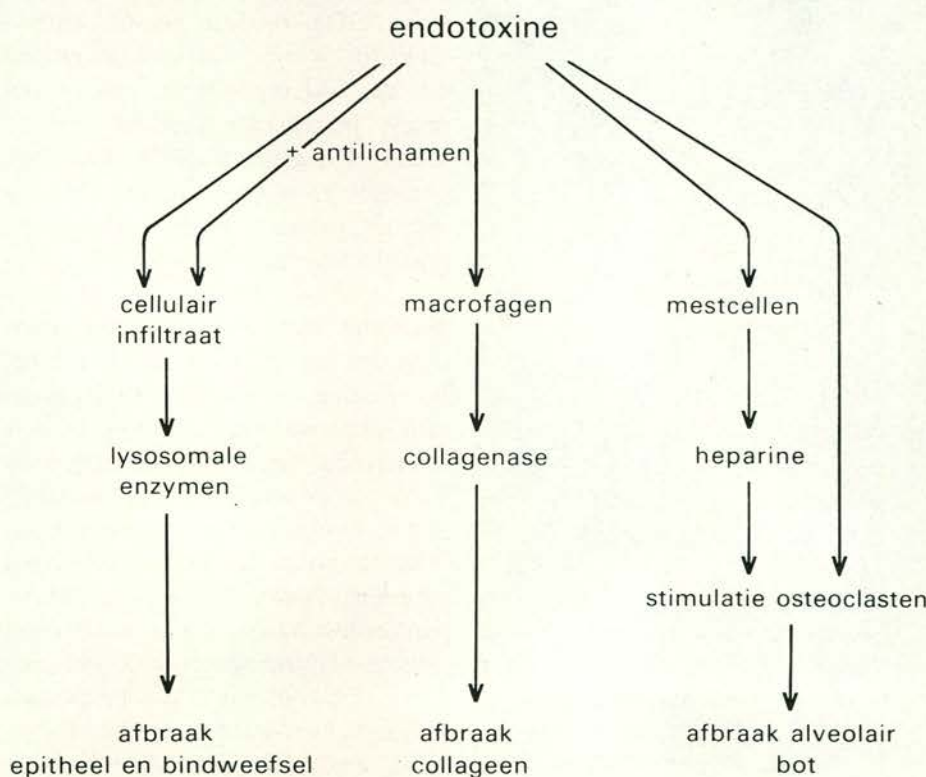 endotoxine
+ antilichamen
cellulair
infiltraat
macrofagen
mestcellen
lysosomale
enzymen
collagenase
heparine
stimulatie osteoclasten
afbraak
epitheel en bindweefsel
afbraak
collageen
afbraak alveolair
bot